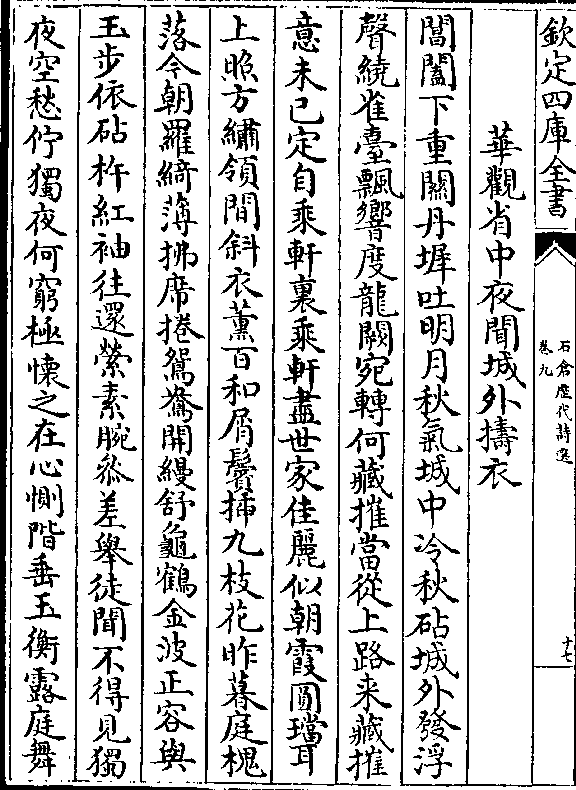 欽定四庫全書
石倉歷代詩選
卷九
十七
華觀省中夜聞城外擣衣
閶闔下重關丹墀吐明月秋氣城中冷秋砧城外發浮
聲繞雀臺飄響度龍闕宛轉何藏摧當從上路来藏摧
意未已定自乘軒裏乘軒盡世家佳麗似朝霞圓璫耳
上照方繡領間斜衣薫百和屑鬢揷九枝花昨暮庭槐
落今朝羅綺薄拂席捲鴛鴦開縵舒龜鶴金波正容與
玉步依砧杵紅袖往還縈素腕叅差舉徒聞不得見獨
夜空愁佇獨夜何窮極懷之在心惻階垂玉衡露庭舞